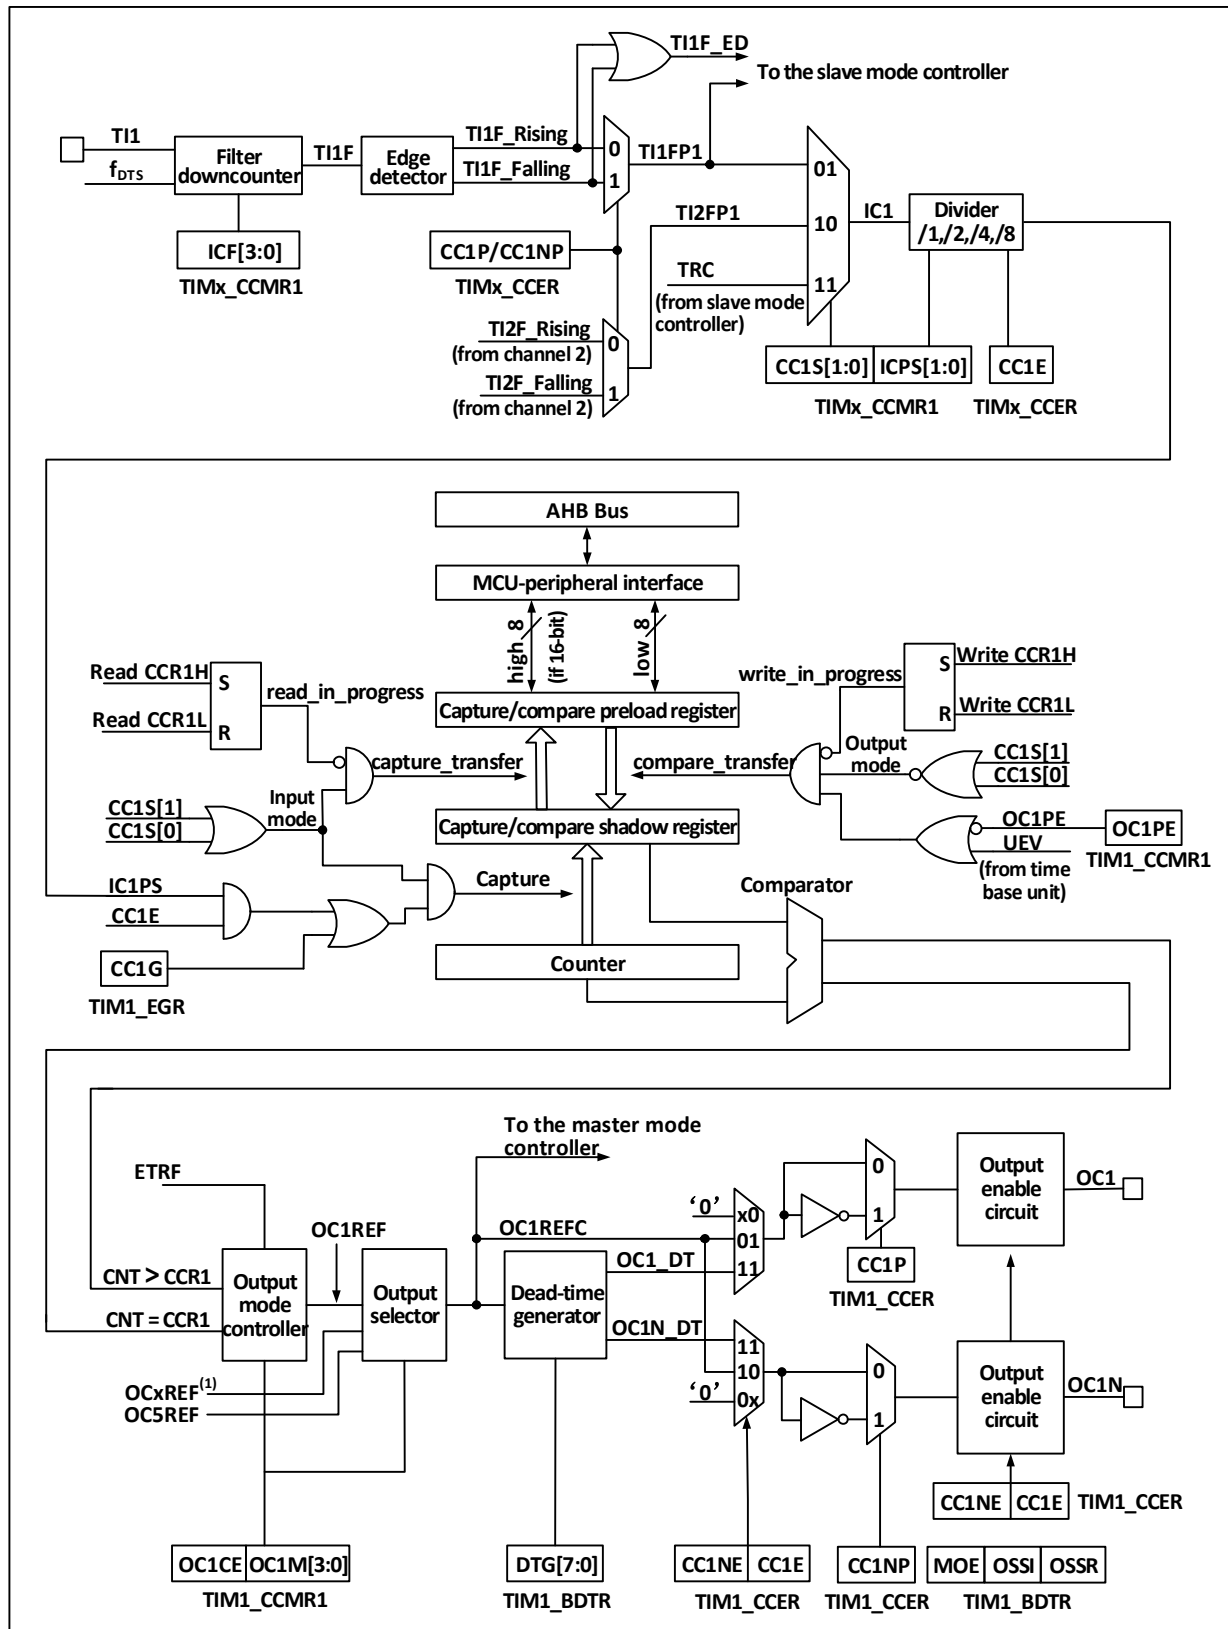 TI1F_ED
To the slave mode controller
TI1
fDTS
Filter
downcounter
TI1F
Edge
detector
TI1F_Rising
TI1F_Falling
0
1
TI1FP1
01
10
11
TI2FP1
TRC
(from slave mode
controller)
IC1
Divider
/1,/2,/4,/8
ICF[3:0]
TIMx_CCMR1
CC1P/CC1NP
TIMx_CCER
TI2F_Rising
(from channel 2)
TI2F_Falling
(from channel 2)
0
1
CC1S[1:0]
ICPS[1:0]
CC1E
TIMx_CCMR1
TIMx_CCER
AHB Bus
MCU-peripheral interface
high 8
(if 16-bit)
low 8
Read CCR1H
Read CCR1L
S
R
read_in_progress
Capture/compare preload register
write_in_progress
S
R
Write CCR1H
Write CCR1L
capture_transfer
compare_transfer
Output
mode
CC1S[1]
CC1S[0]
CC1S[1]
CC1S[0]
Input
mode
Capture/compare shadow register
OC1PE
UEV
(from time
base unit)
OC1PE
TIM1_CCMR1
IC1PS
CC1E
Capture
Comparator
CC1G
TIM1_EGR
Counter
To the master mode
controller
ETRF
OC1REF
CNT > CCR1
CNT = CCR1
Output
mode
controller
Output
selector
OCxREF(1)
OC5REF
OC1REFC
Dead-time
generator
OC1_DT
OC1N_DT
‘0’
x0
01
11
11
10
‘0’
0x
0
1
CC1P
TIM1_CCER
0
1
Output
enable
circuit
OC1
Output
enable
circuit
OC1N
CC1NE
CC1E
TIM1_CCER
OC1CE
OC1M[3:0]
TIM1_CCMR1
DTG[7:0]
TIM1_BDTR
CC1NE
CC1E
TIM1_CCER
CC1NP
TIM1_CCER
MOE
OSSI
OSSR
TIM1_BDTR